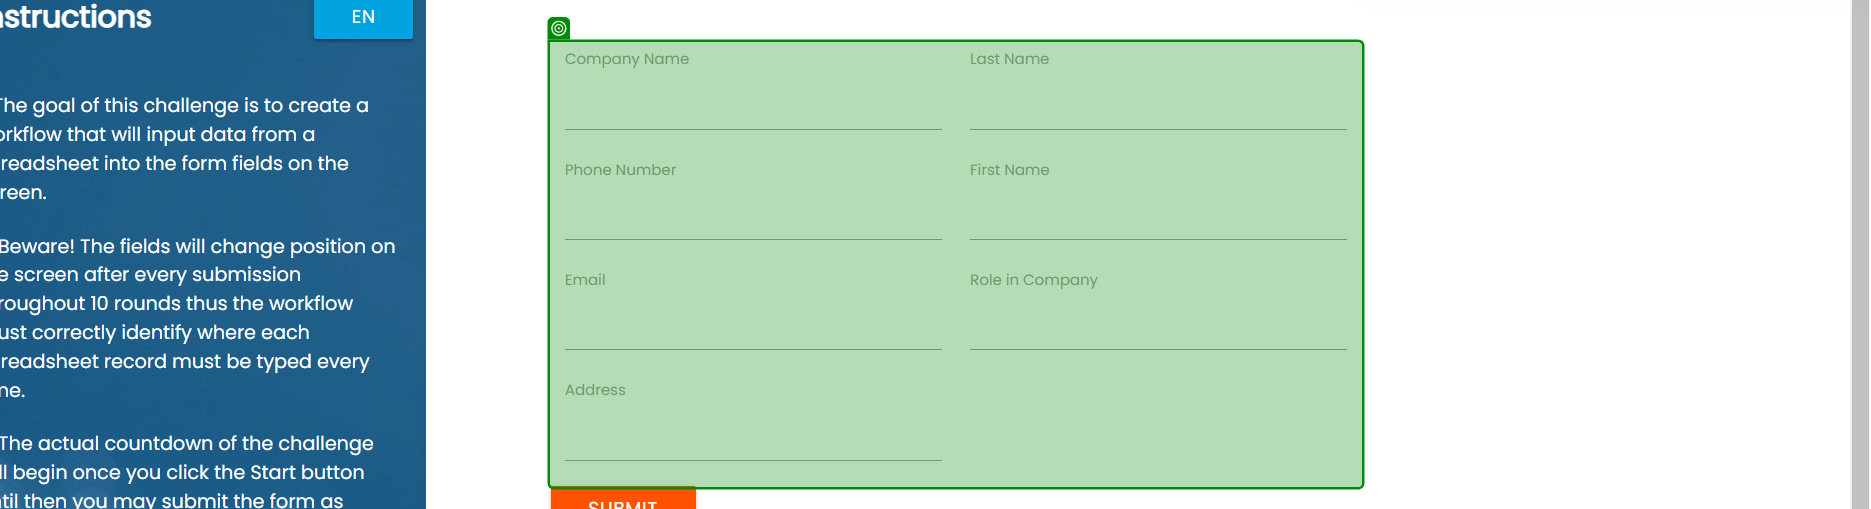 nstructions
EN
The goal of this challenge is to create a
orkflow that will input data from a
readsheet into the form fields on the
reen.
Beware! The fields will change position on
e screen after every submission
roughout 10 rounds thus the workflow
ust correctly identify where each
readsheet record must be typed every
me.
The actual countdown of the challenge
ll begin once you click the Start button
ntil then you may submit the form as
Company Name
Last Name
Phone Number
First Name
Email
Role in Company
Address
SUBMIT